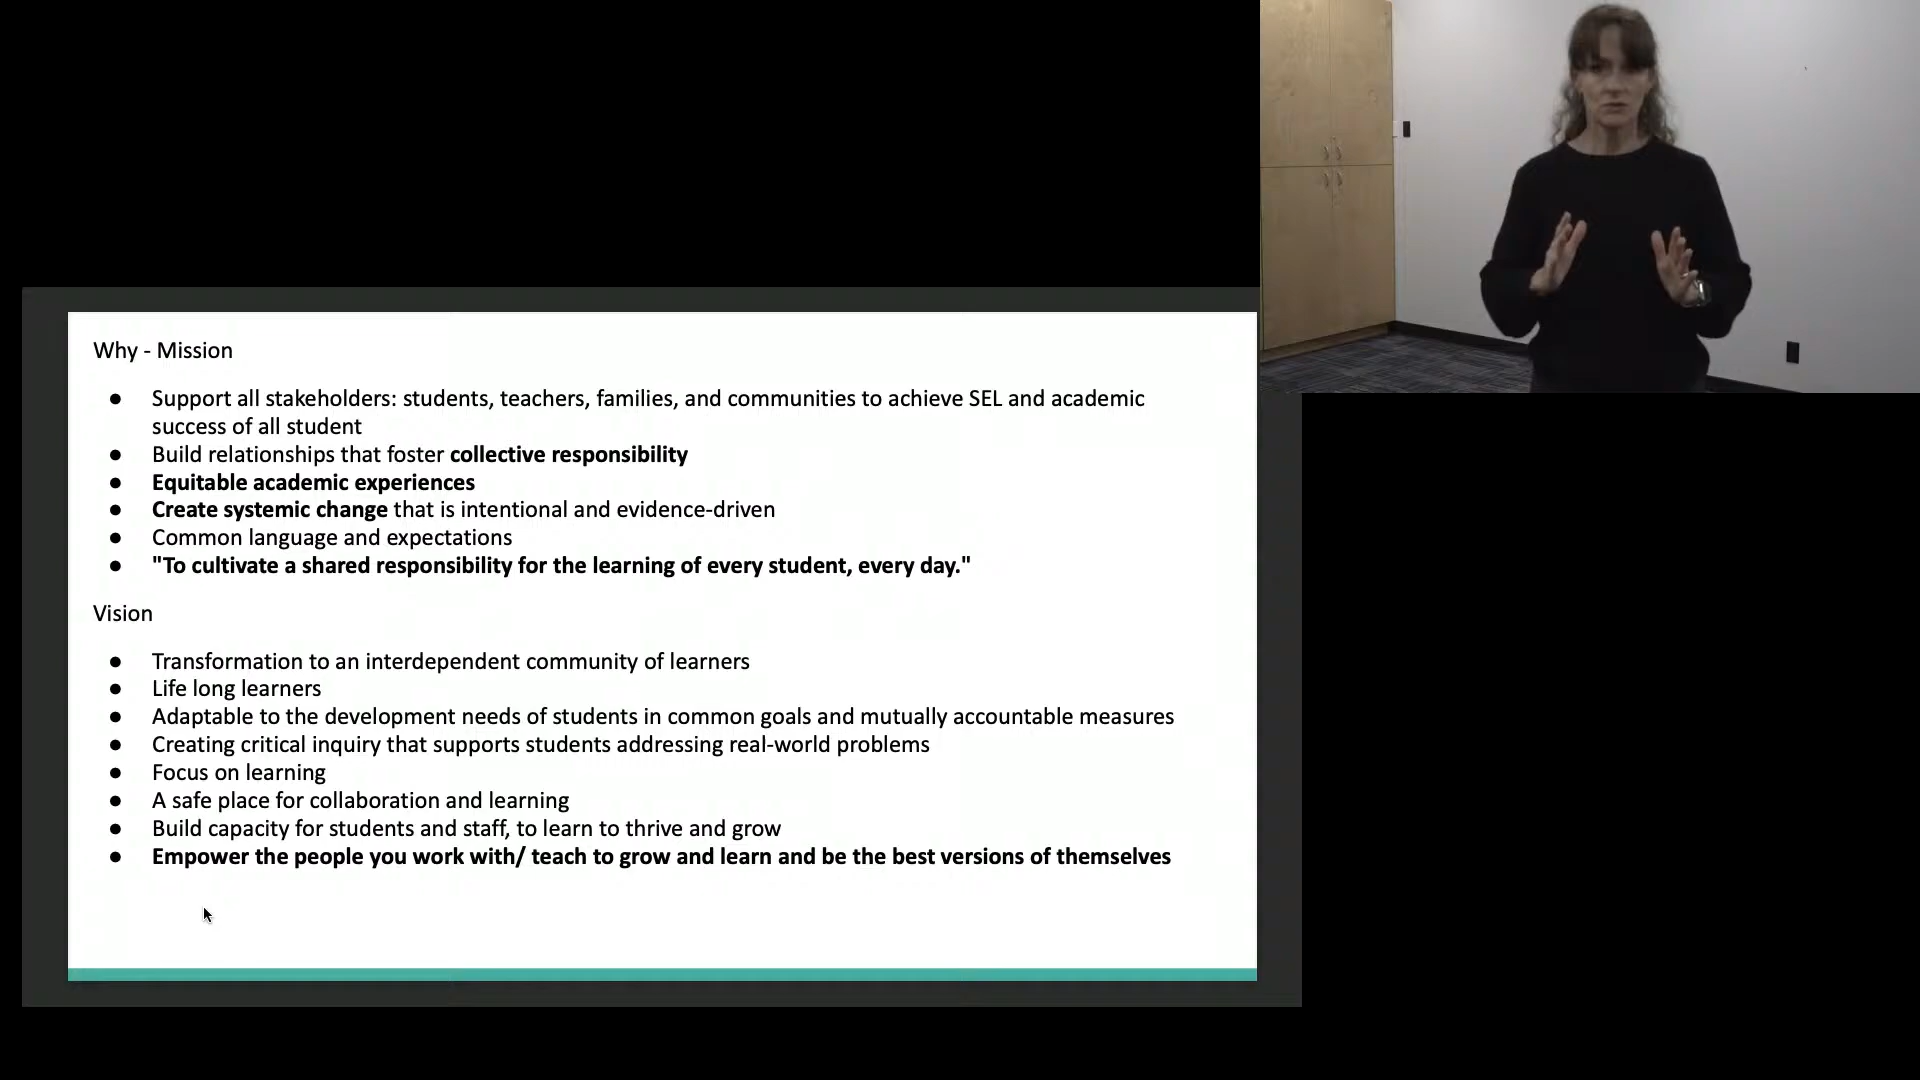 Why - Mission
● Support all stakeholders: students, teachers, families, and communities to achieve SEL and academic
success of all student
● Build relationships that foster collective responsibility
● Equitable academic experiences
● Create systemic change that is intentional and evidence-driven
● Common language and expectations
● "To cultivate a shared responsibility for the learning of every student, every day."
Vision
● Transformation to an interdependent community of learners
● Life long learners
● Adaptable to the development needs of students in common goals and mutually accountable measures
● Creating critical inquiry that supports students addressing real-world problems
● Focus on learning
● A safe place for collaboration and learning
● Build capacity for students and staff, to learn to thrive and grow
● Empower the people you work with/ teach to grow and learn and be the best versions of themselves